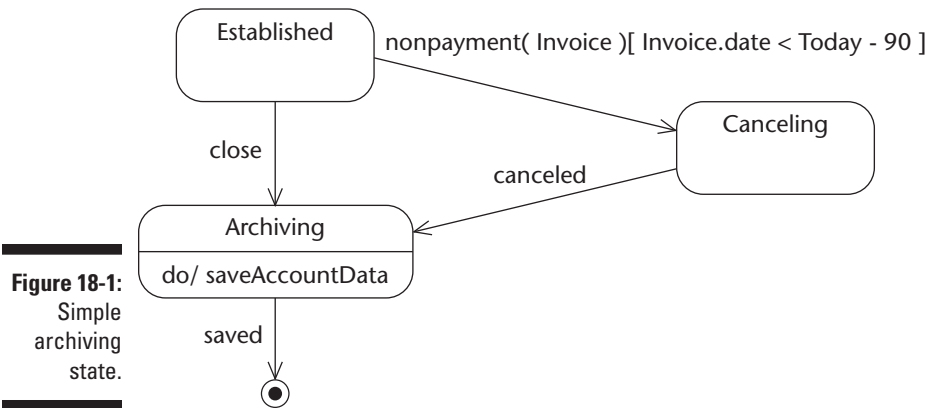 Established
nonpayment( Invoice )[ Invoice.date < Today - 90 ]
Canceling
close
canceled
Archiving
do/ saveAccountData
saved
Figure 18-1:
Simple
archiving
state.